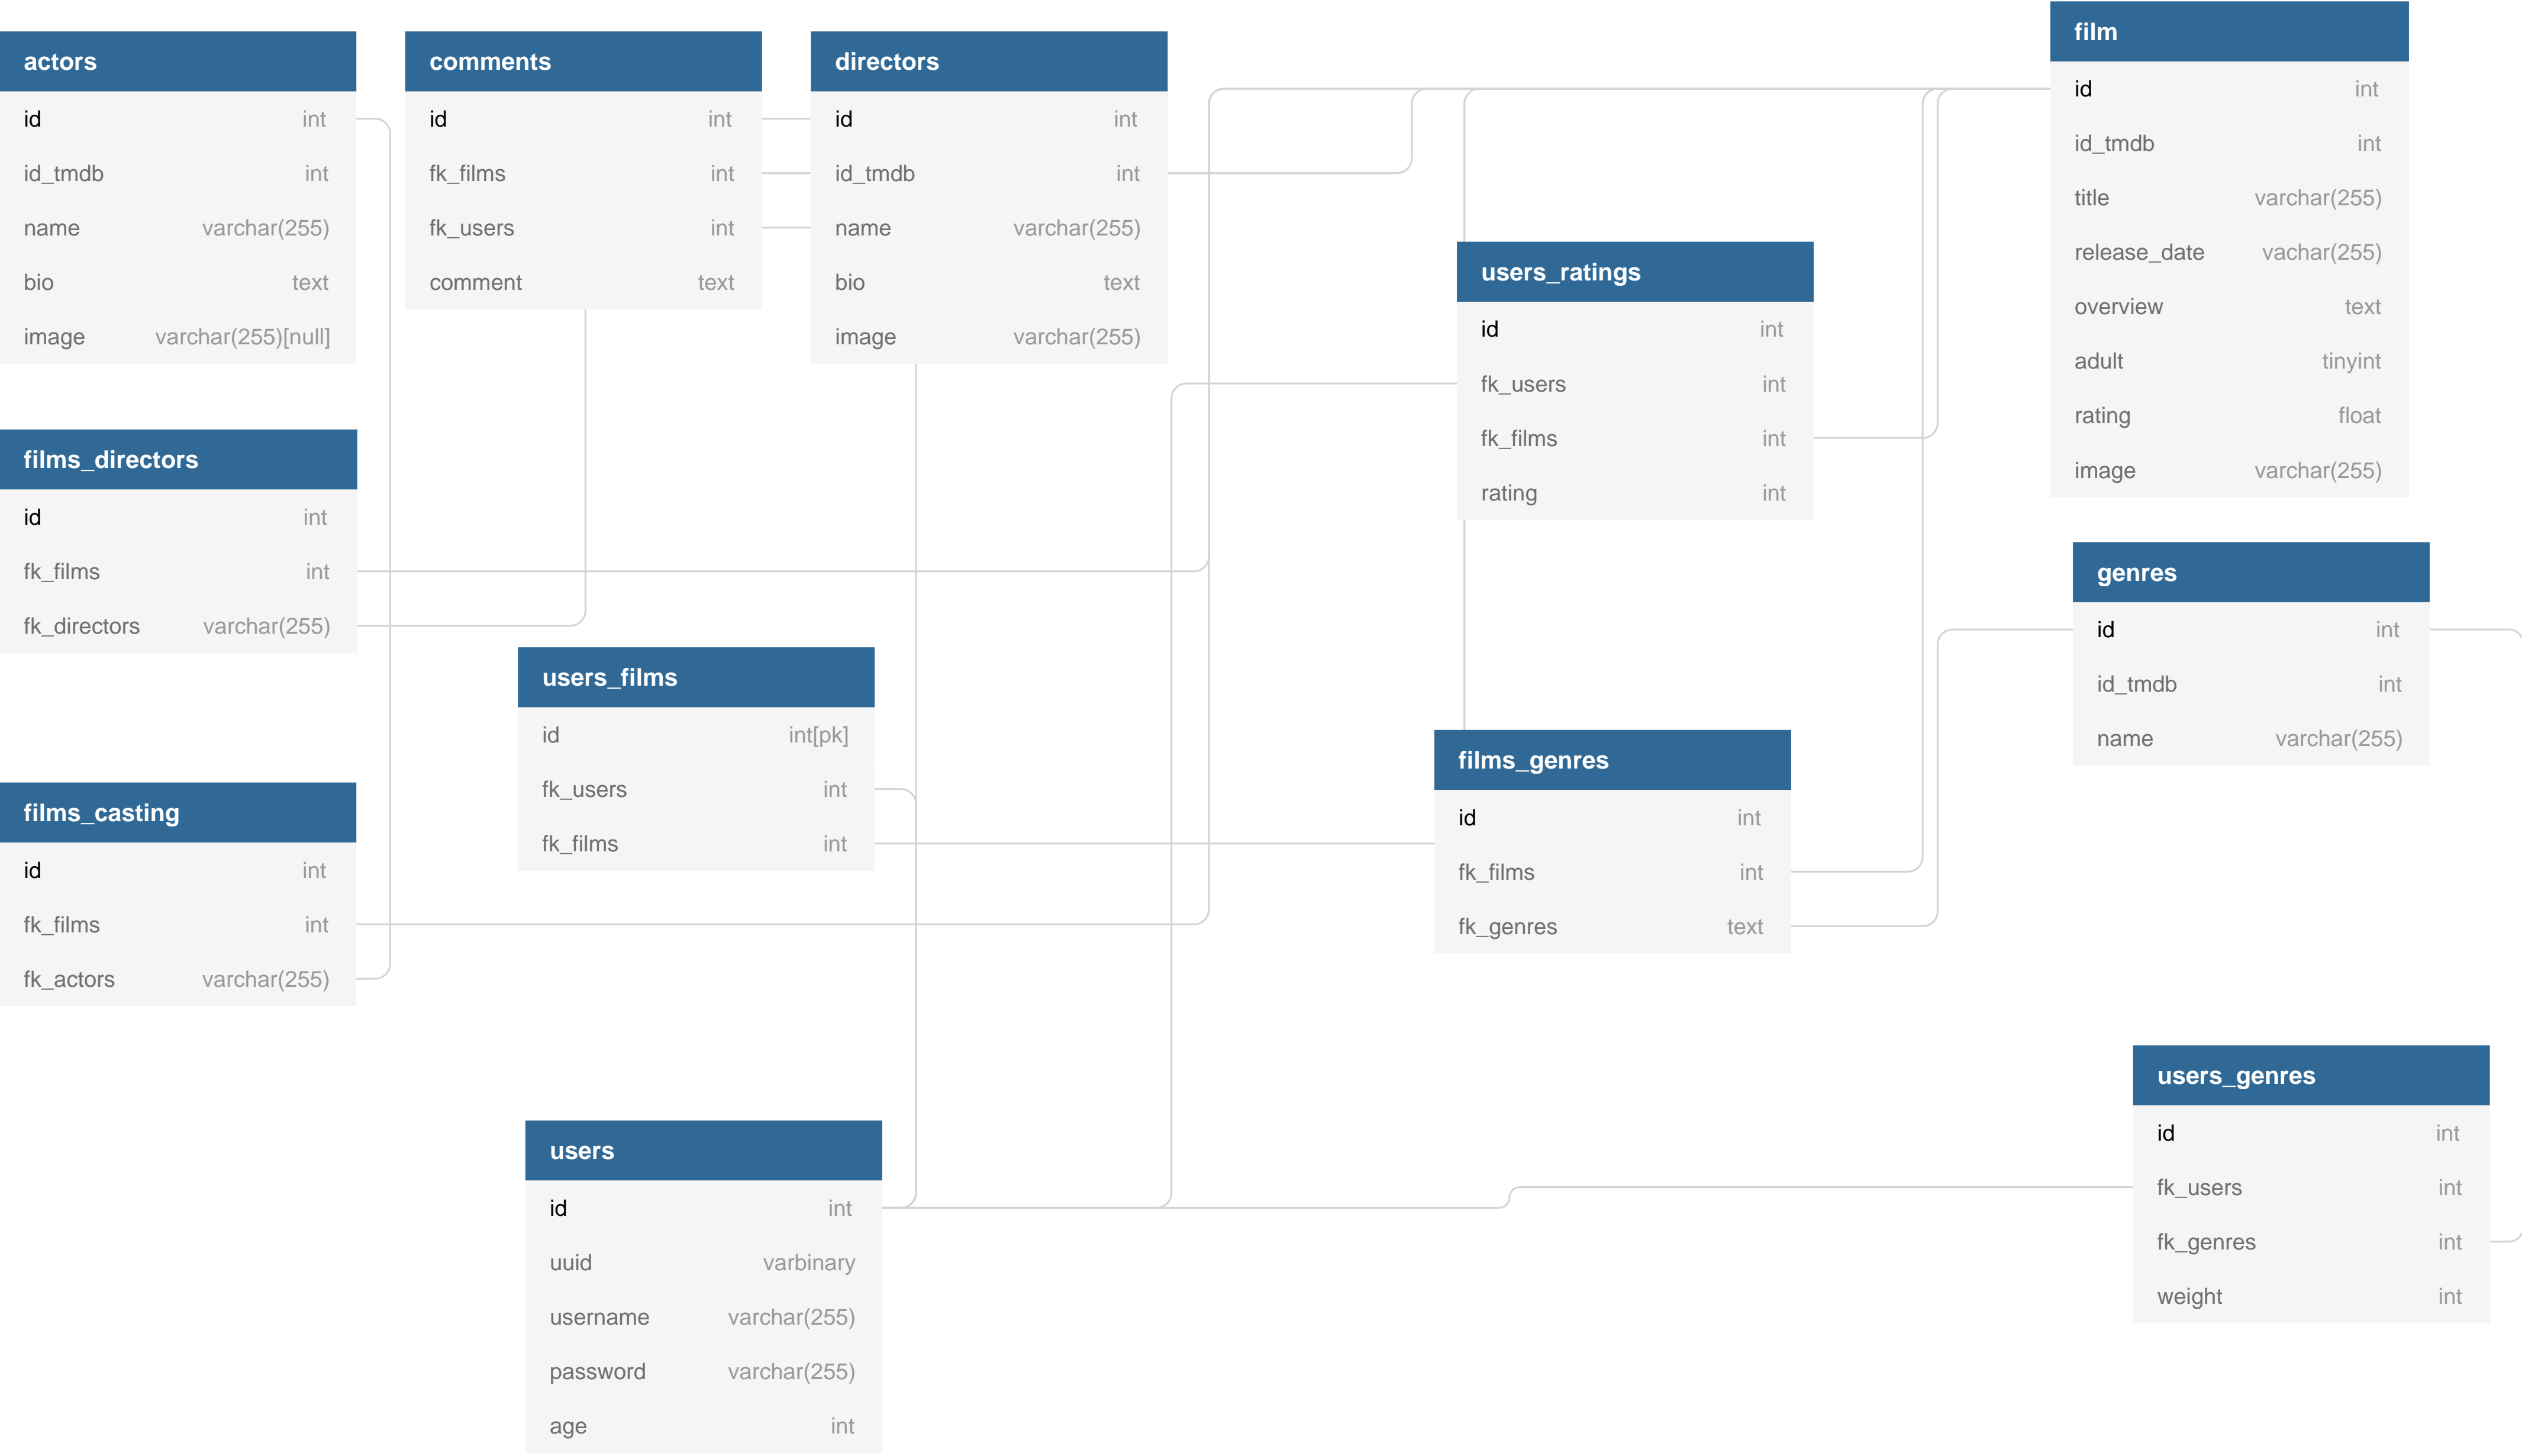 actors
id int
id_tmdb int
name varchar(255)
bio text
image varchar(255)[null]
comments
id int
fk_films int
fk_users int
comment text
directors
id int
id_tmdb int
name varchar(255)
bio text
image varchar(255)
film
id int
id_tmdb int
title varchar(255)
release_date vachar(255)
overview text
adult tinyint
rating float
image varchar(255)
users_ratings
id int
fk_users int
fk_films int
rating int
films_directors
id int
fk_films int
fk_directors varchar(255)
genres
id int
id_tmdb int
name varchar(255)
users_films
id int[pk]
fk_users int
fk_films int
films_genres
id int
fk_films int
fk_genres text
films_casting
id int
fk_films int
fk_actors varchar(255)
users_genres
id int
fk_users int
fk_genres int
weight int
users
id int
uuid varbinary
username varchar(255)
password varchar(255)
age int